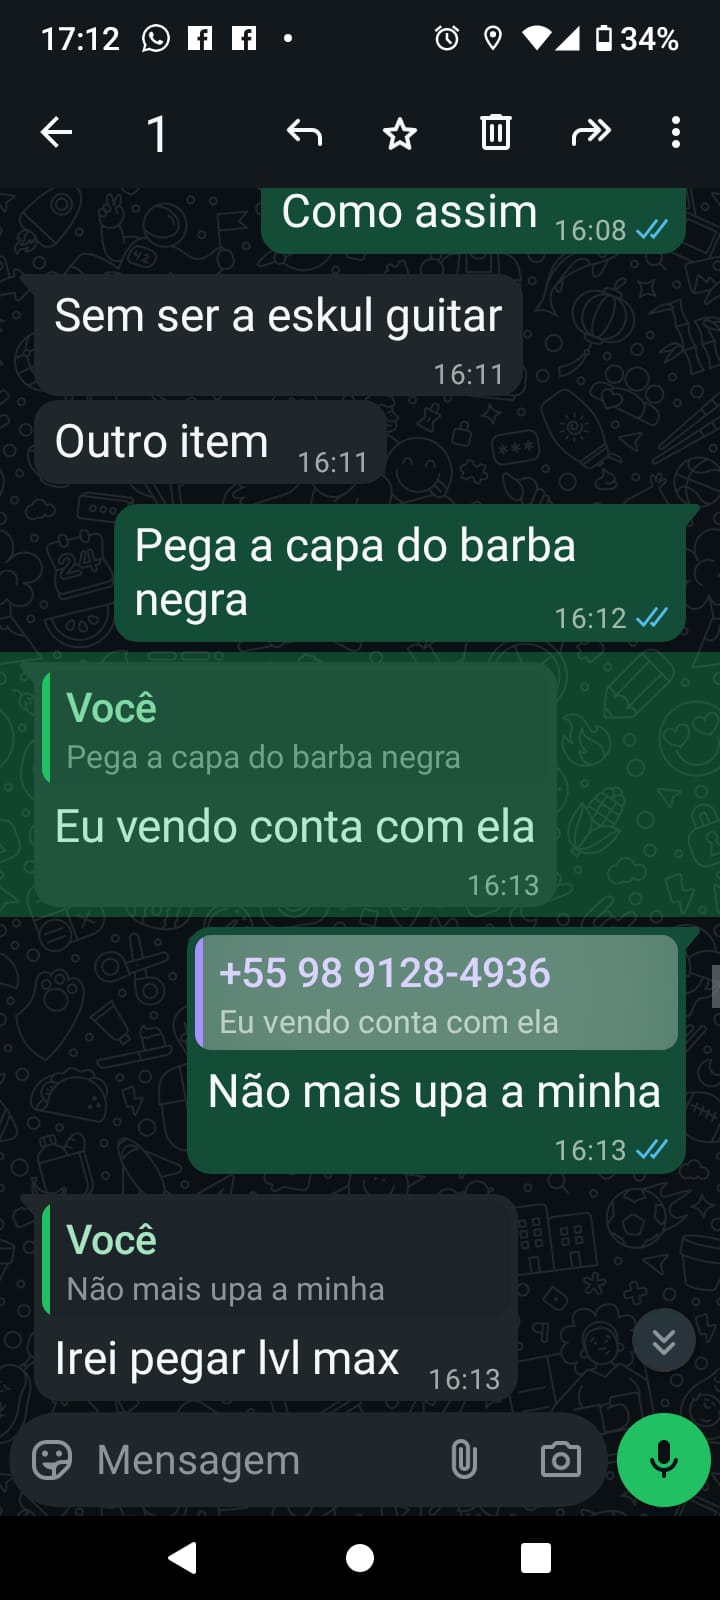 17:12
34%
1
Como assim
16:08
Sem ser a eskul guitar
16:11
Outro item
16:11
Pega a capa do barba
negra
16:12
Você
Pega a capa do barba negra
Eu vendo conta com ela
16:13
+55 98 9128-4936
Eu vendo conta com ela
Não mais upa a minha
16:13
Você
Não mais upa a minha
Irei pegar lvl max
16:13
Mensagem